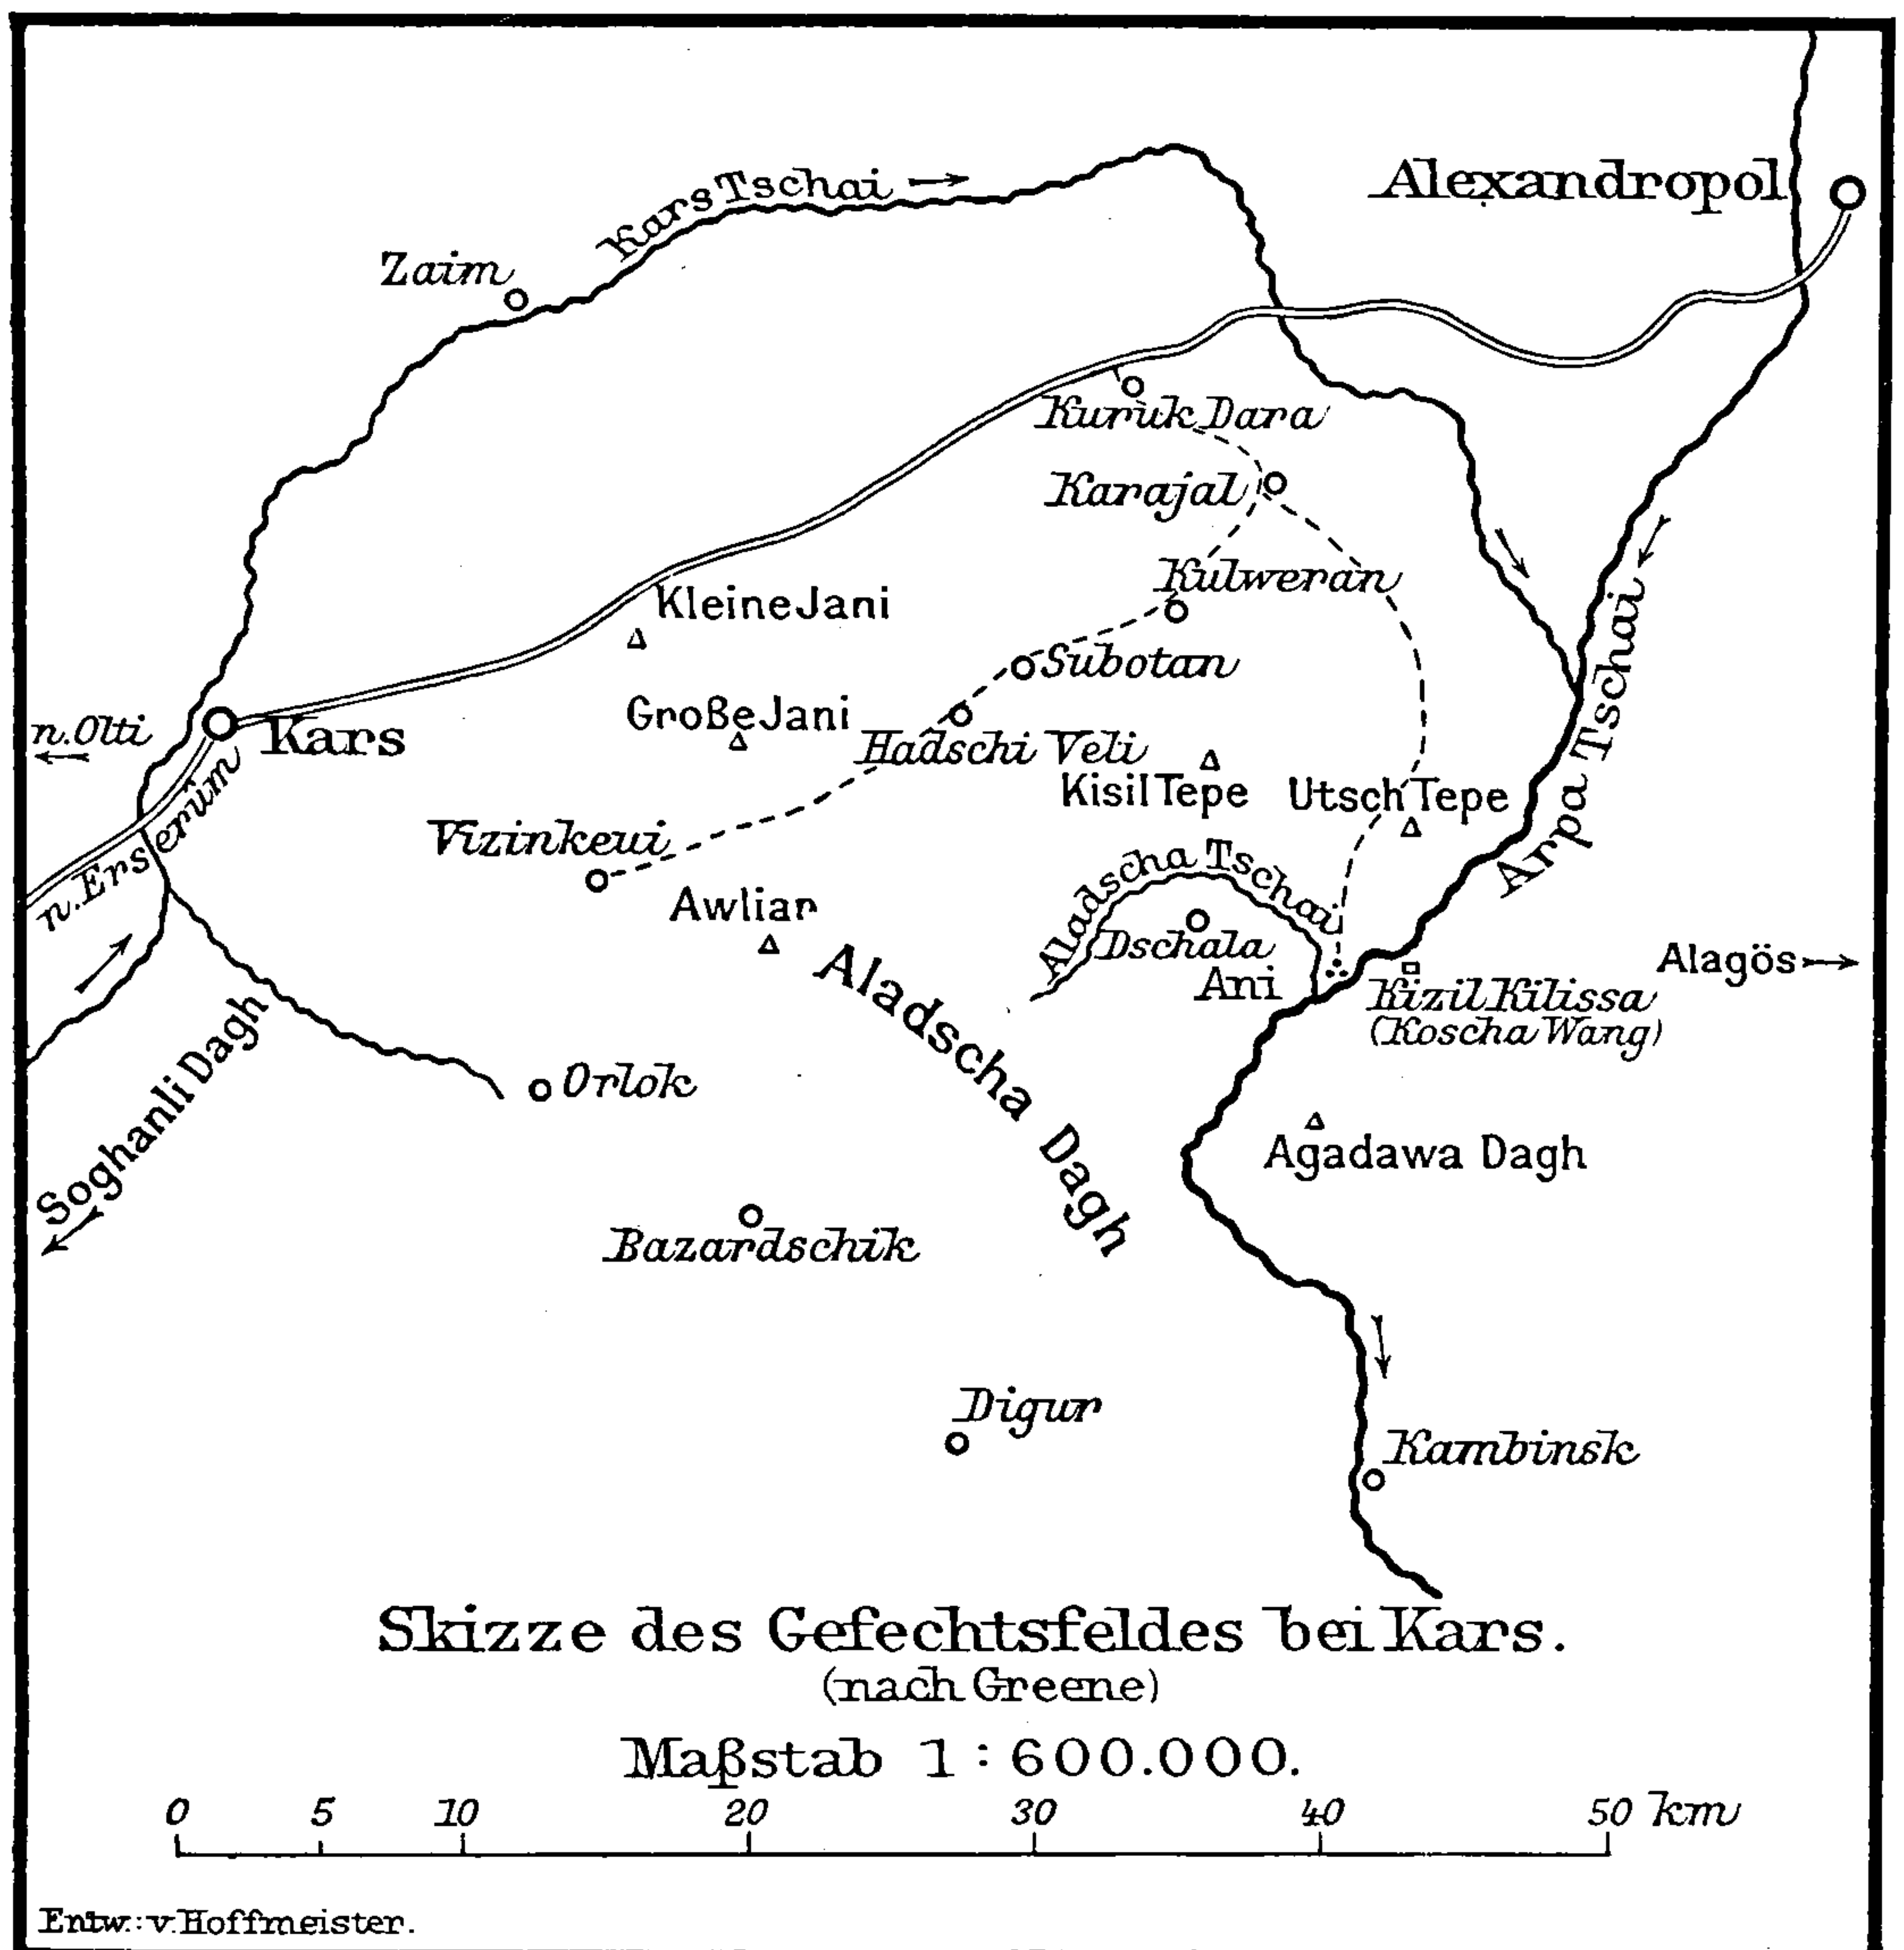 Alexandropol
Kars Tschai
Zaim
Kurùk Dara
Karajal
Kulweran
Kleine Jani
Subotan
n. Olti
Kars
Große Jani
Hadschi Veli
Kisil Tepe
Utsch Tepe
Arpa Tschai
n. Erserum
Vizinkeui
Aladscha Tschai
Awliar
Dschala
Ani
Alagös
Kizil Kilissa
(Koscha Wang)
Aladscha Dagh
Soghanli Dagh
Orlok
Agadawa Dagh
Bazardschik
Digur
Kambinsk
Skizze des Gefechtsfeldes bei Kars.
(nach Greene)
Maßstab 1 : 600.000.
0 5 10 20 30 40 50 km
Entw.: v. Hoffmeister.